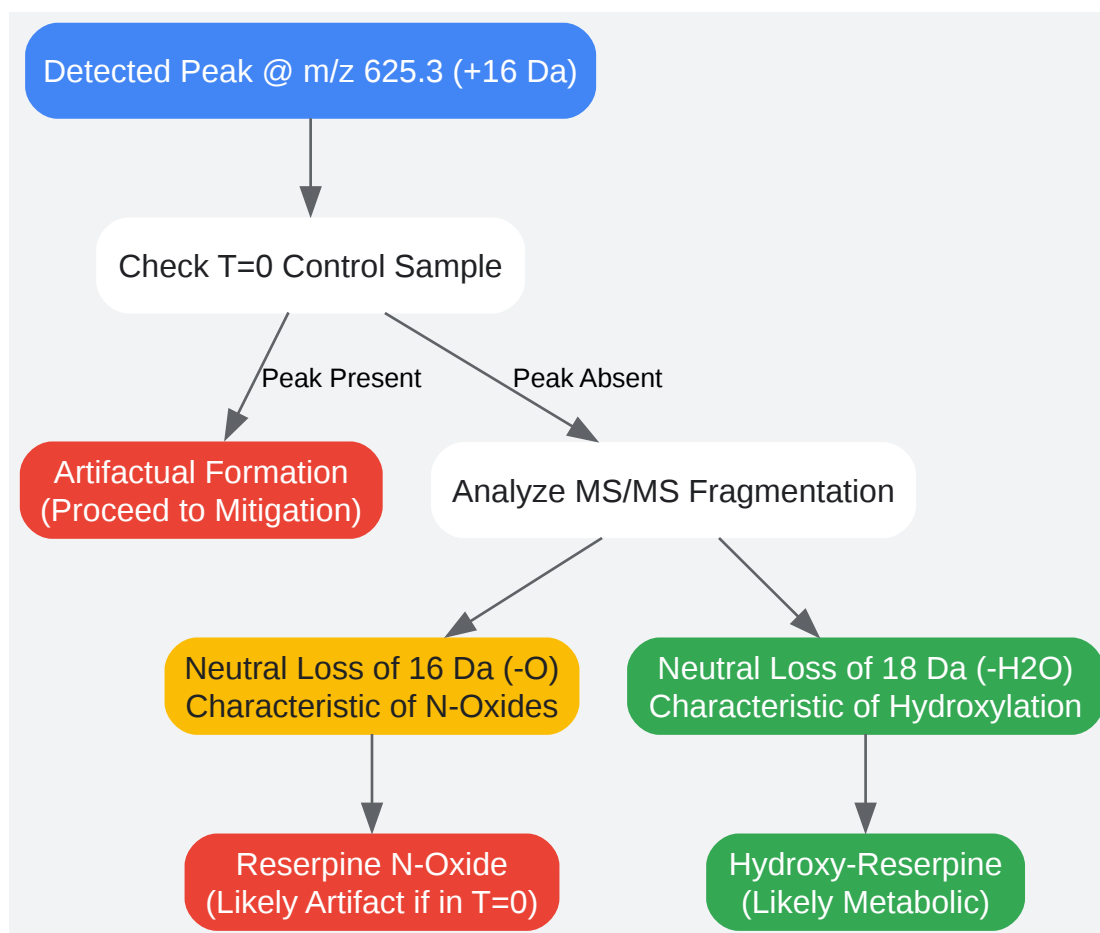 Detected Peak @ m/z 625.3 (+16 Da)
Check T=0 Control Sample
Peak Present
Peak Absent
Artifactual Formation
(Proceed to Mitigation)
Analyze MS/MS Fragmentation
Neutral Loss of 16 Da (-O)
Characteristic of N-Oxides
Neutral Loss of 18 Da (-H2O)
Characteristic of Hydroxylation
Reserpine N-Oxide
(Likely Artifact if in T=0)
Hydroxy-Reserpine
(Likely Metabolic)